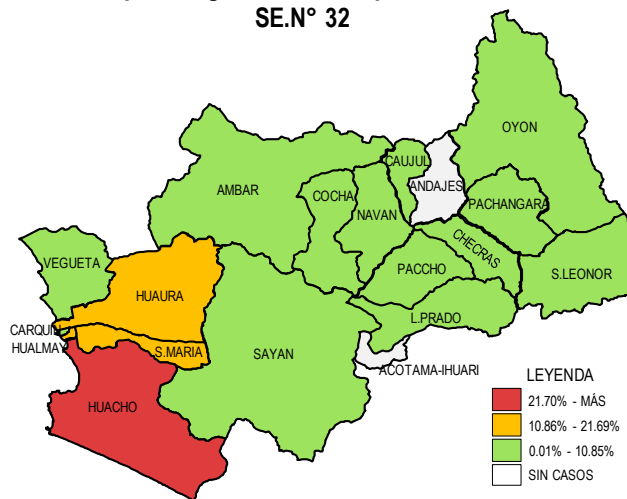 SE.N° 32
OYON
CAUJUL
ANDAJES
AMBAR
COCHA
NAVAN
PACHANGARA
CHECRAS
VEGUETA
PACCHO
S.LEONOR
HUAURA
L.PRADO
CARQUIN
HUALMAY
S.MARIA
SAYAN
ACOTAMA-IHUARI
HUACHO
LEYENDA
21.70% - MÁS
10.86% - 21.69%
0.01% - 10.85%
SIN CASOS